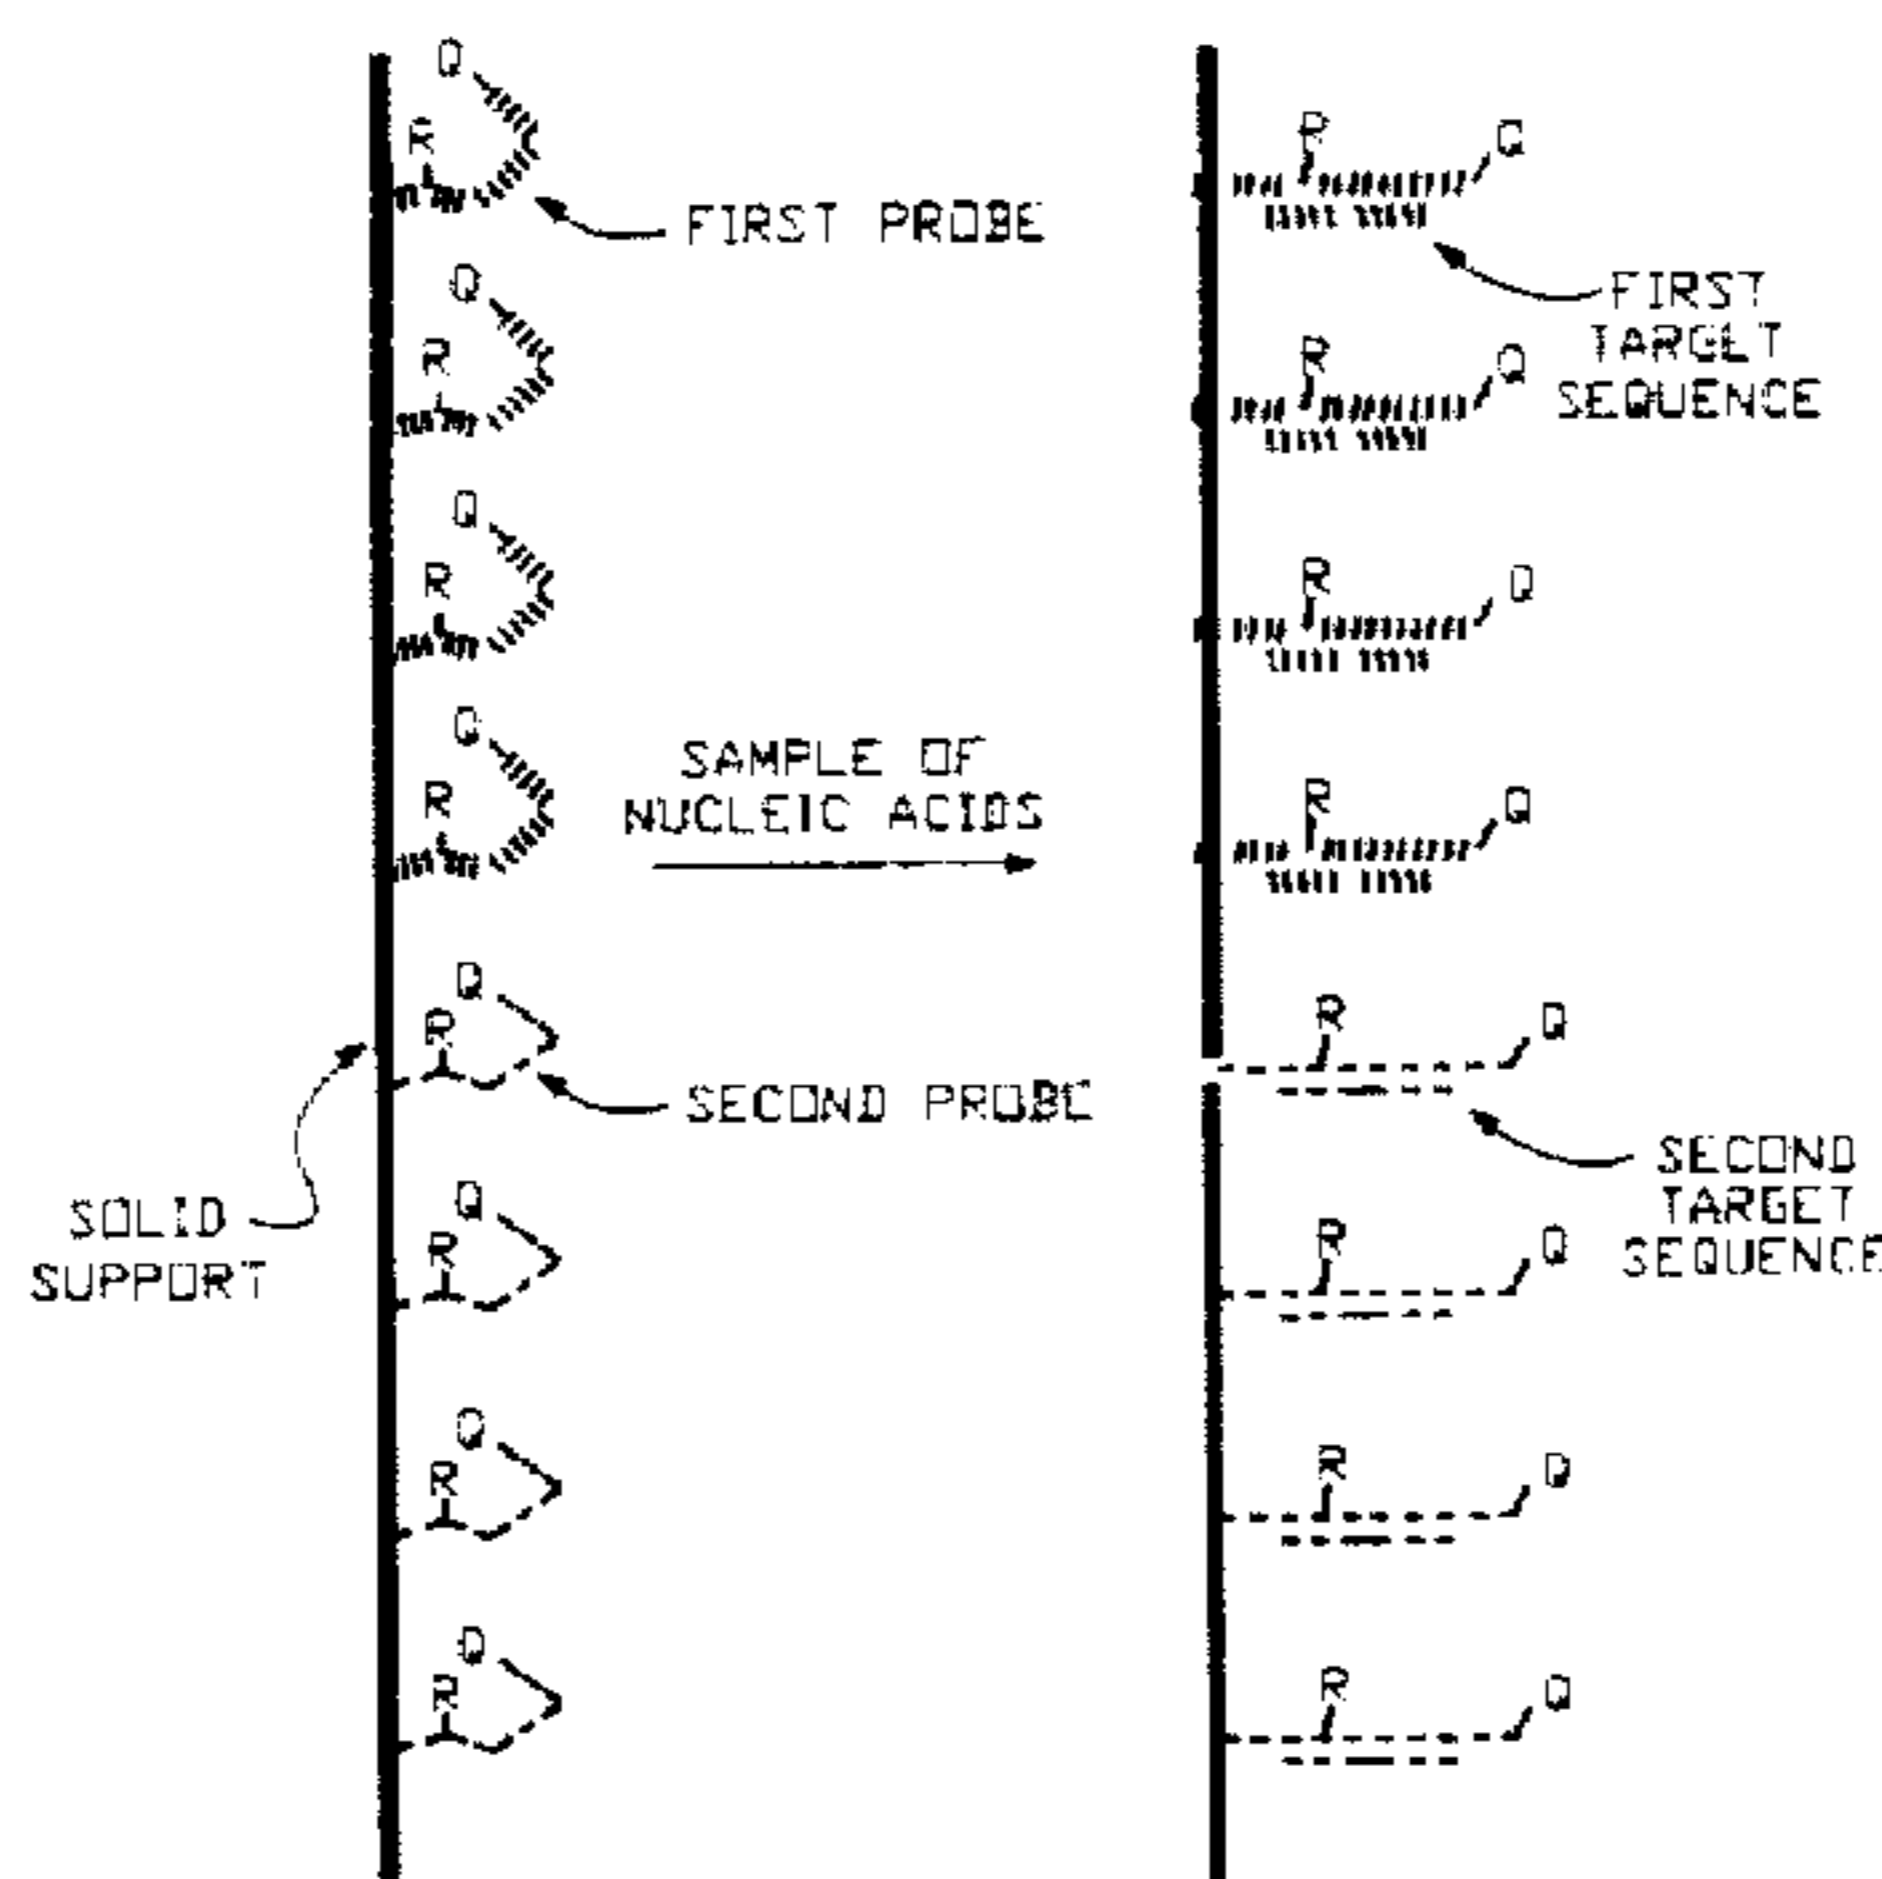 Q
R
FIRST PROBE
Q
R
Q
R
Q
R
SAMPLE OF
NUCLEIC ACIDS
Q
R
SECOND PROBE
SOLID
SUPPORT
Q
R
Q
R
Q
R
R
Q
FIRST
TARGET
SEQUENCE
R
Q
R
Q
R
Q
R
Q
SECOND
TARGET
SEQUENCE
R
Q
R
Q
R
Q